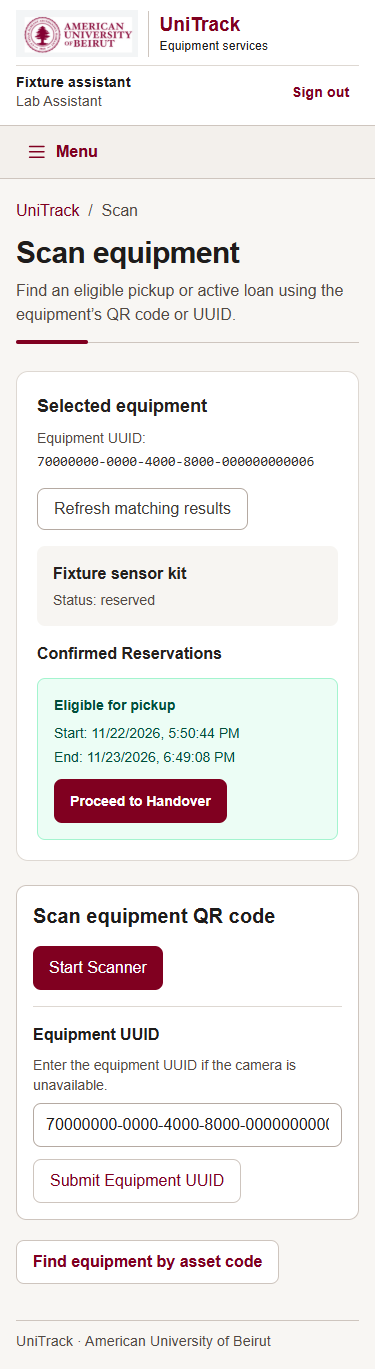 AMERICAN
UNIVERSITY
OF BEIRUT
UniTrack
Equipment services
Fixture assistant
Lab Assistant
Sign out
Menu
UniTrack / Scan
Scan equipment
Find an eligible pickup or active loan using the
equipment's QR code or UUID.
Selected equipment
Equipment UUID:
70000000-0000-4000-8000-000000000006
Refresh matching results
Fixture sensor kit
Status: reserved
Confirmed Reservations
Eligible for pickup
Start: 11/22/2026, 5:50:44 PM
End: 11/23/2026, 6:49:08 PM
Proceed to Handover
Scan equipment QR code
Start Scanner
Equipment UUID
Enter the equipment UUID if the camera is
unavailable.
70000000-0000-4000-8000-0000000000
Submit Equipment UUID
Find equipment by asset code
UniTrack · American University of Beirut